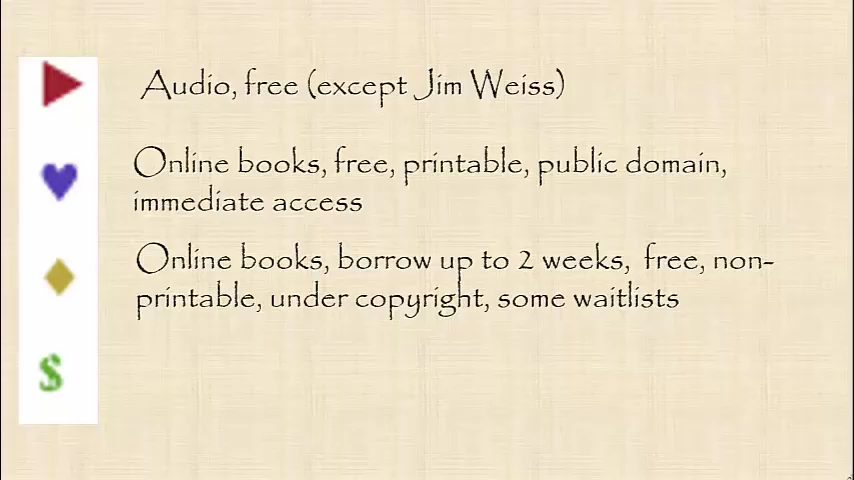 Audio, free (except Jim Weiss)
Online books, free, printable, public domain,
immediate access
Online books, borrow up to 2 weeks, free, non-
printable, under copyright, some waitlists
$